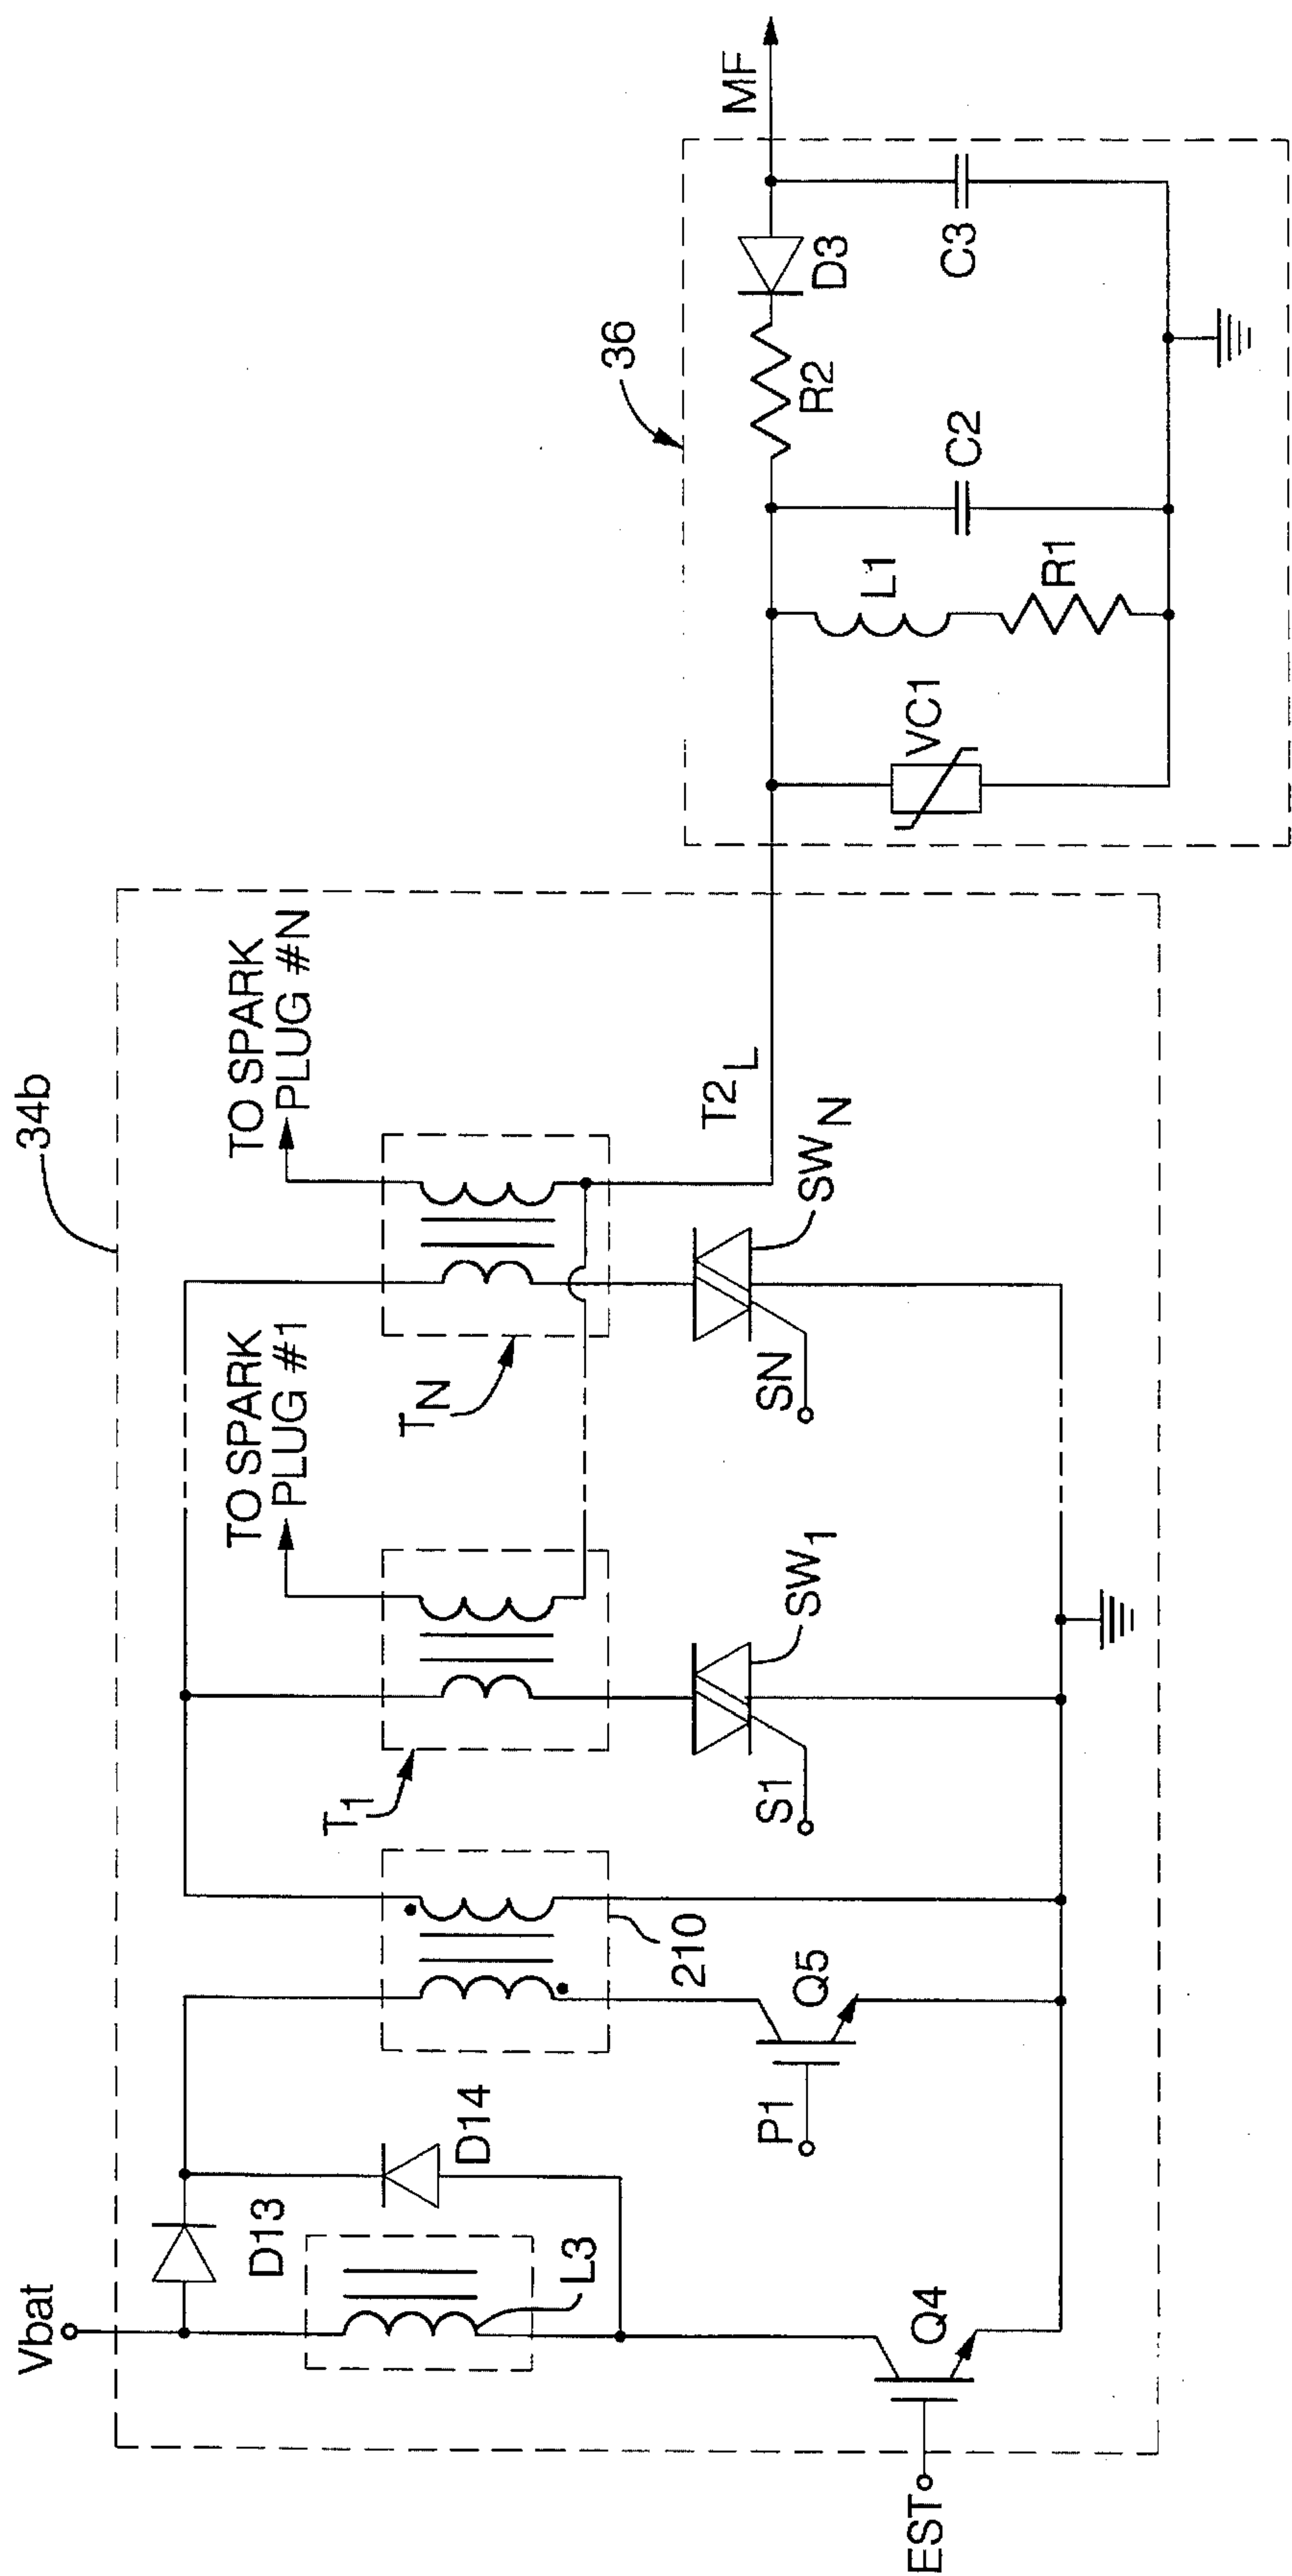 34b
Vbat
D13
L3
D14
Q4
EST
P1
Q5
210
T1
TO SPARK
PLUG #1
S1
SW1
TN
TO SPARK
PLUG #N
SN
SWN
T2L
36
VC1
L1
R1
C2
R2
D3
C3
MF